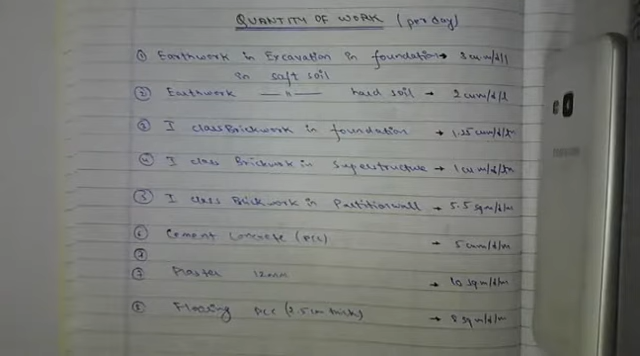 QUANTITY OF WORK (per day)
① Earthwork in Excavation in foundation → 3 cum/d/l
in saft soil
② Earthwork —"— hard soil → 2 cum/d/l
③ I class Brickwork in foundation → 1.25 cum/d/m
④ I class Brickwork in Superstructure → 1 cum/d/m
⑤ I class Brickwork in Partition wall → 5.5 sqm/d/m
⑥ Cement Concrete (PCC) → 5 cum/d/m
⑦ Plaster 12mm → 10 sqm/d/m
⑧ Flooring PCC (2.5 cm thick) → 8 sqm/d/m